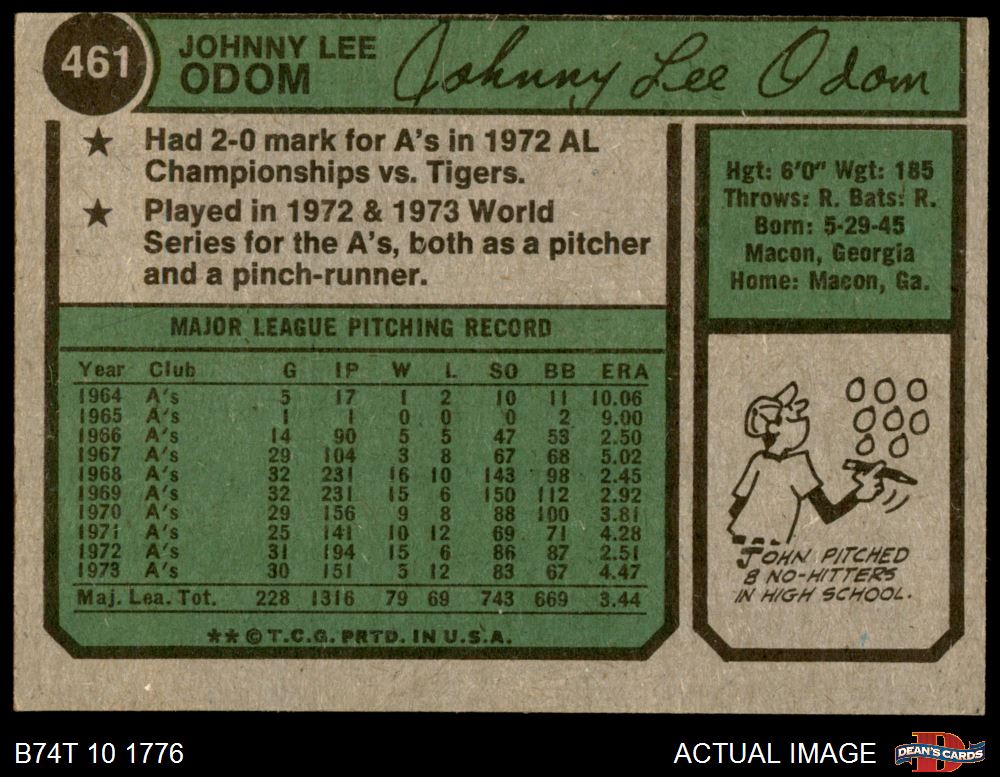 461
JOHNNY LEE
ODOM
Johnny Lee Odom
★ Had 2-0 mark for A's in 1972 AL
Championships vs. Tigers.
★ Played in 1972 & 1973 World
Series for the A's, both as a pitcher
and a pinch-runner.
Hgt: 6'0" Wgt: 185
Throws: R. Bats: R.
Born: 5-29-45
Macon, Georgia
Home: Macon, Ga.
MAJOR LEAGUE PITCHING RECORD
Year Club G IP W L SO BB ERA
1964 A's 5 17 1 2 10 11 10.06
1965 A's 1 1 0 0 0 2 9.00
1966 A's 14 90 5 5 47 53 2.50
1967 A's 29 104 3 8 67 68 5.02
1968 A's 32 231 16 10 143 98 2.45
1969 A's 32 231 15 6 150 112 2.92
1970 A's 29 156 9 8 88 100 3.81
1971 A's 25 141 10 12 69 71 4.28
1972 A's 31 194 15 6 86 87 2.51
1973 A's 30 151 5 12 83 67 4.47
Maj. Lea. Tot. 228 1316 79 69 743 669 3.44
★★ © T.C.G. PRTD. IN U.S.A.
0 0 0
0 0 0
0 0
JOHN PITCHED
8 NO-HITTERS
IN HIGH SCHOOL.
B74T 10 1776
ACTUAL IMAGE
D
DEAN'S CARDS